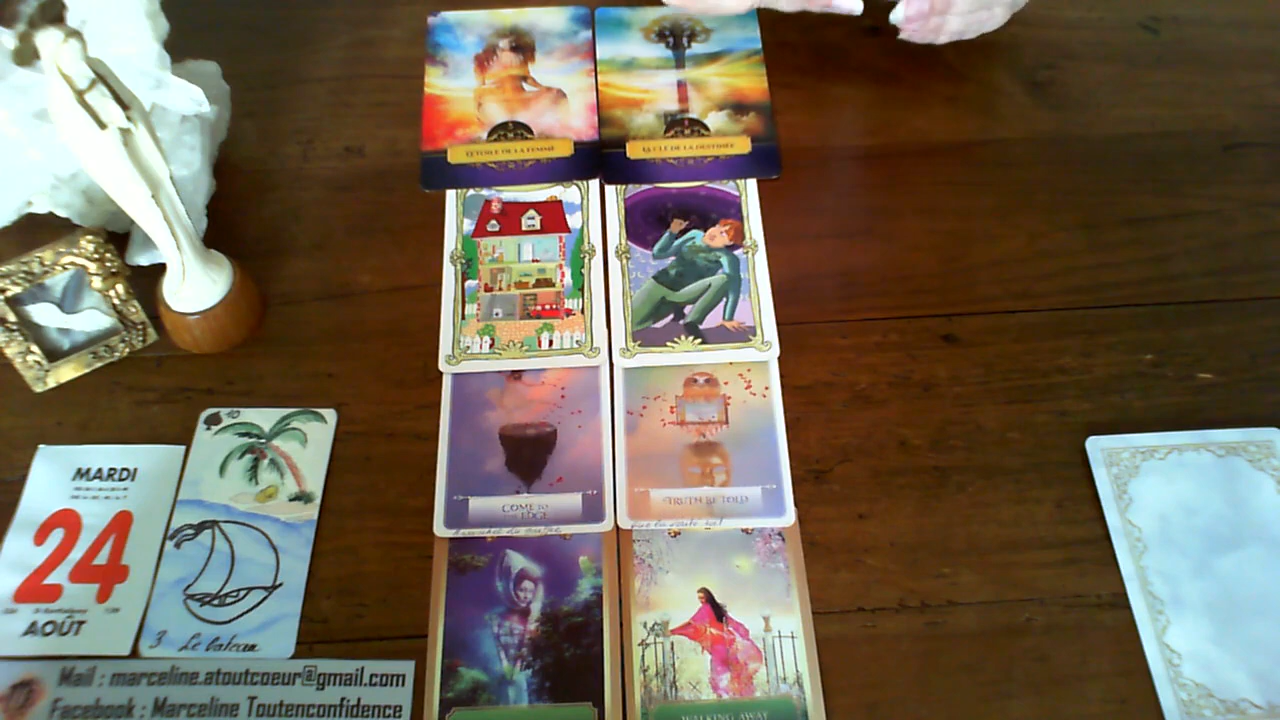 L'ÉTOILE DE LA FEMME
LA CLÉ DE LA DESTINÉE
COME TO
EDGE
TRUTH BE TOLD
WALKING AWAY
MARDI
24
AOÛT
10
3 Le bateau
Mail : marceline.atoutcoeur@gmail.com
Facebook : Marceline Toutenconfidence